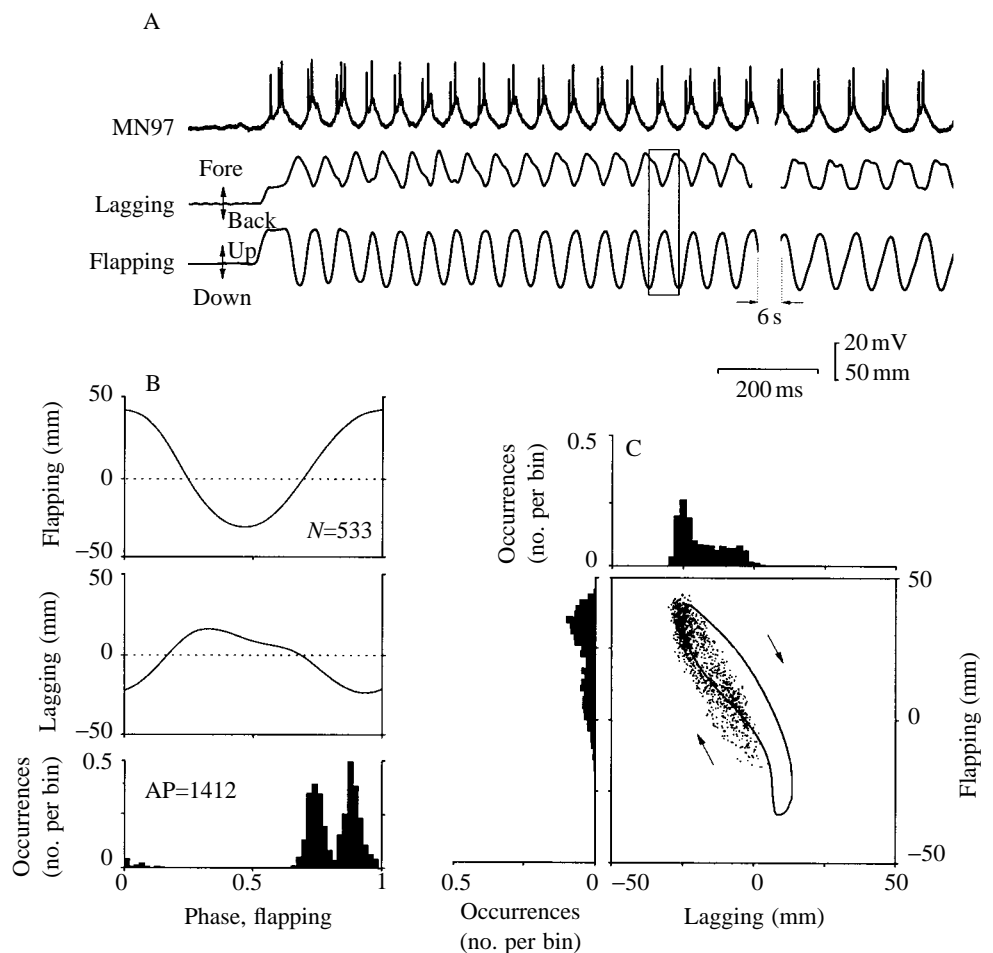 A
MN97
Fore
Lagging
Back
Up
Flapping
Down
6 s
20 mV
50 mm
200 ms
B
50
0
−50
Flapping (mm)
N=533
50
0
−50
Lagging (mm)
0.5
0
Occurrences
(no. per bin)
AP=1412
0
0.5
1
Phase, flapping
C
0.5
0
Occurrences
(no. per bin)
50
0
−50
Flapping (mm)
0.5
0
Occurrences
(no. per bin)
−50
0
50
Lagging (mm)